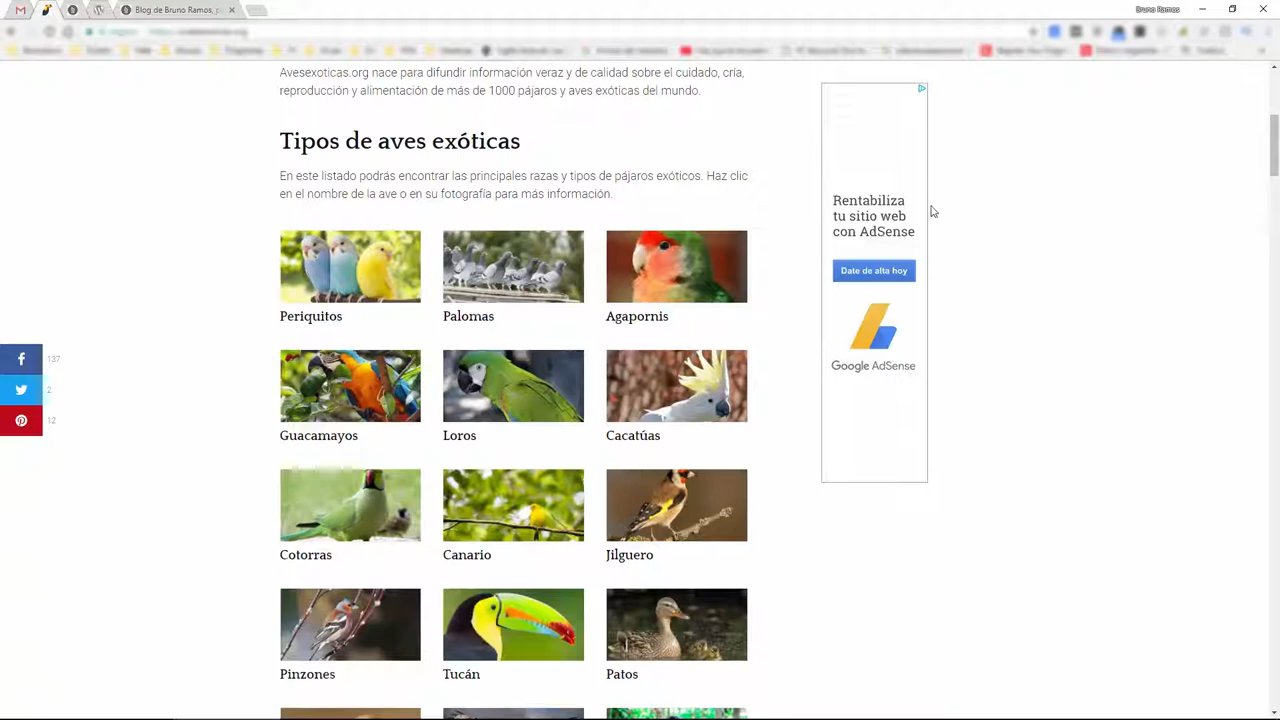 Blog de Bruno Ramos, p
Bruno Ramos
Avesexoticas.org nace para difundir información veraz y de calidad sobre el cuidado, cría,
reproducción y alimentación de más de 1000 pájaros y aves exóticas del mundo.
Tipos de aves exóticas
En este listado podrás encontrar las principales razas y tipos de pájaros exóticos. Haz clic
en el nombre de la ave o en su fotografía para más información.
Rentabiliza
tu sitio web
con AdSense
Date de alta hoy
Google AdSense
Periquitos
Palomas
Agapornis
137
2
12
Guacamayos
Loros
Cacatúas
Cotorras
Canario
Jilguero
Pinzones
Tucán
Patos